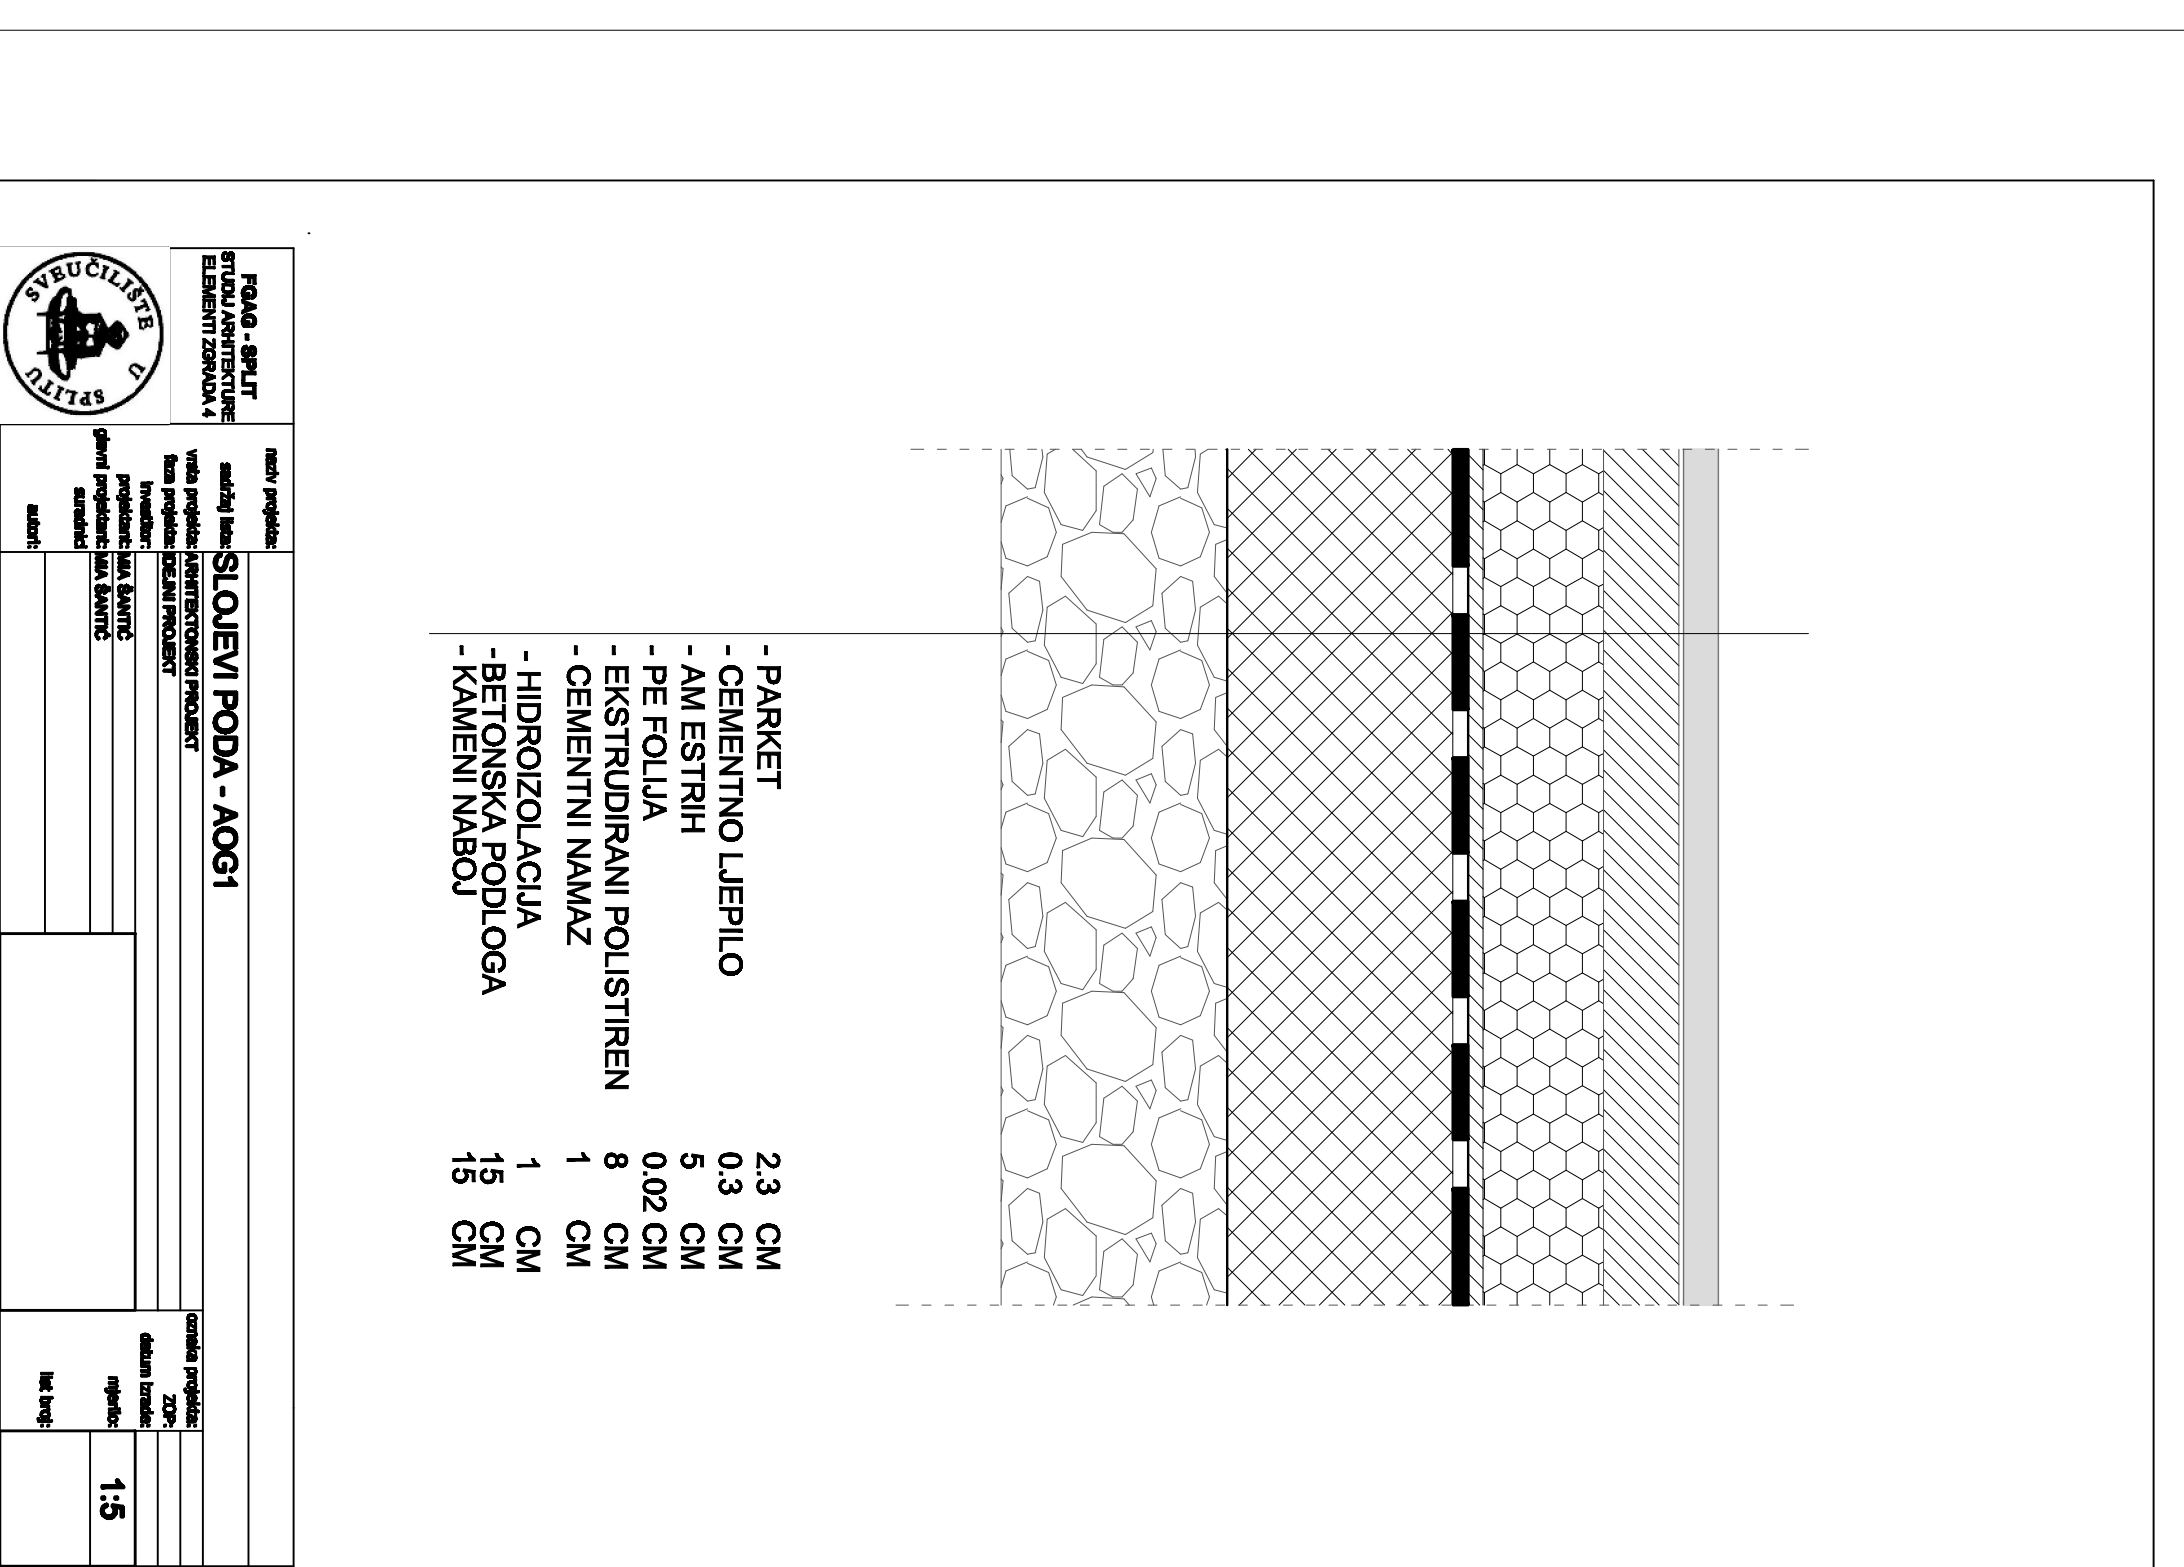 FGAG - SPLIT
STUDIJ ARHITEKTURE
ELEMENTI ZGRADA 4
SVEUČILIŠTE U SPLITU
naziv projekta:
sadržaj lista: SLOJEVI PODA - AOG1
vrsta projekta: ARHITEKTONSKI PROJEKT
faza projekta: IDEJNI PROJEKT
investitor:
projektant: MIA ŠANTIĆ
glavni projektant: MIA ŠANTIĆ
suradnici
autori:
oznaka projekta:
ZOP:
datum izrade:
mjerilo: 1:5
list broj:
- PARKET 2.3 CM
- CEMENTNO LJEPILO 0.3 CM
- AM ESTRIH 5 CM
- PE FOLIJA 0.02 CM
- EKSTRUDIRANI POLISTIREN 8 CM
- CEMENTNI NAMAZ 1 CM
- HIDROIZOLACIJA 1 CM
-BETONSKA PODLOGA 15 CM
- KAMENI NABOJ 15 CM